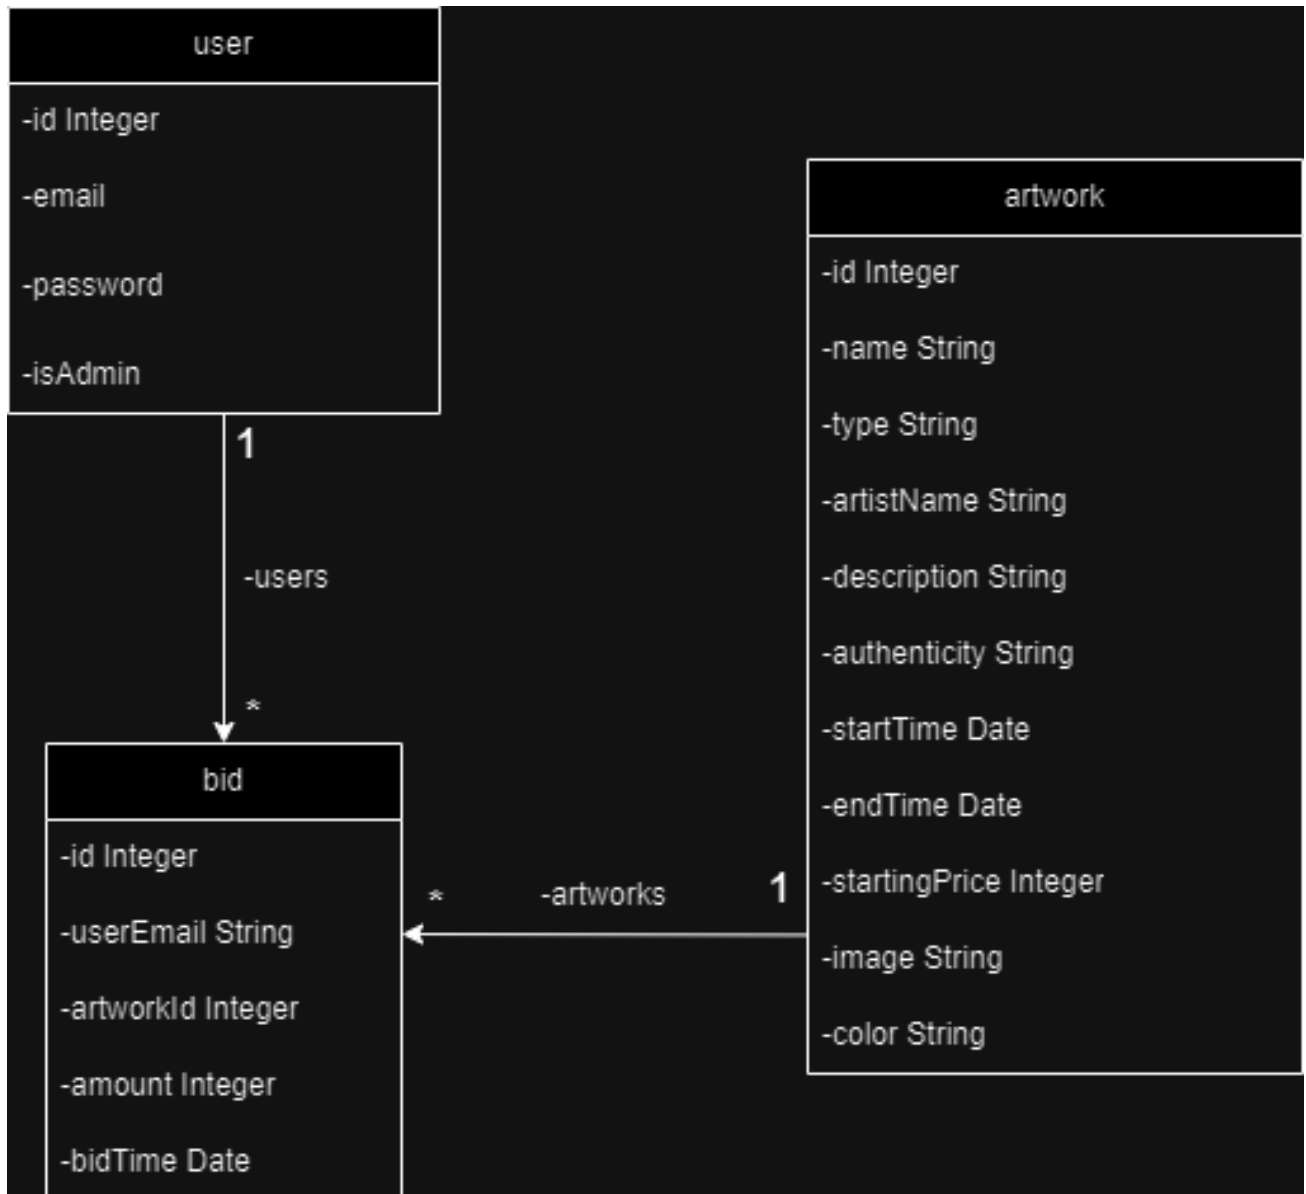 user
-id Integer
-email
-password
-isAdmin
1
-users
*
bid
-id Integer
-userEmail String
-artworkId Integer
-amount Integer
-bidTime Date
*
-artworks
1
artwork
-id Integer
-name String
-type String
-artistName String
-description String
-authenticity String
-startTime Date
-endTime Date
-startingPrice Integer
-image String
-color String